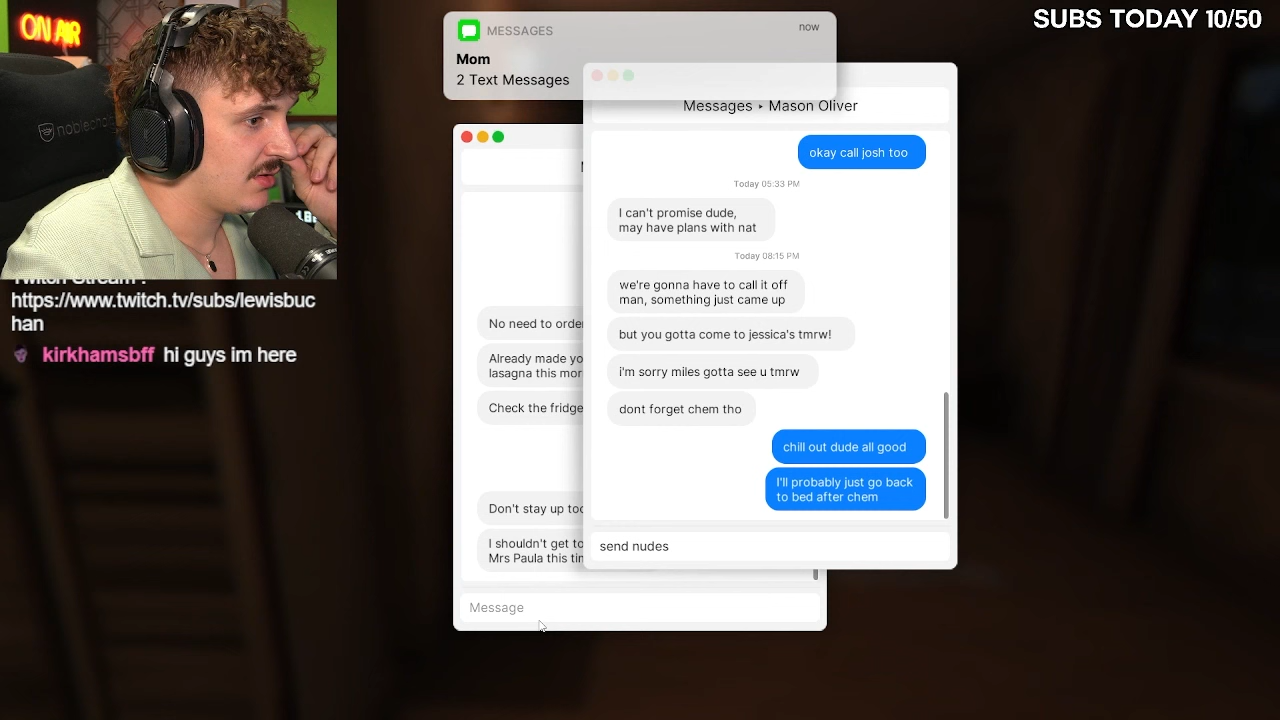 ON AIR
SUBS TODAY 10/50
MESSAGES
now
Mom
2 Text Messages
Messages ▸ Mason Oliver
okay call josh too
Today 05:33 PM
I can't promise dude,
may have plans with nat
Today 08:15 PM
we're gonna have to call it off
man, something just came up
but you gotta come to jessica's tmrw!
i'm sorry miles gotta see u tmrw
dont forget chem tho
chill out dude all good
I'll probably just go back
to bed after chem
send nudes
No need to orde
Already made yo
lasagna this mor
Check the fridge
Don't stay up too
I shouldn't get to
Mrs Paula this tin
Message
noblecha
Twitch Stream :
https://www.twitch.tv/subs/lewisbuc
han
kirkhamsbff hi guys im here